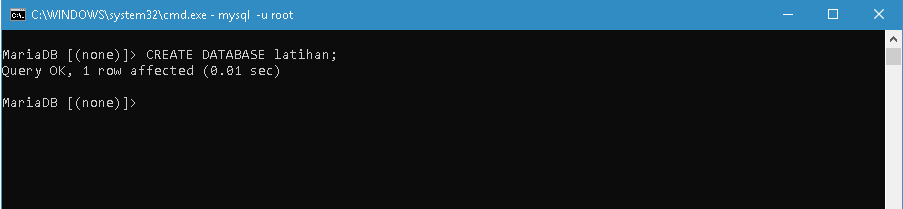 C:\WINDOWS\system32\cmd.exe - mysql -u root
MariaDB [(none)]> CREATE DATABASE latihan;
Query OK, 1 row affected (0.01 sec)
MariaDB [(none)]>